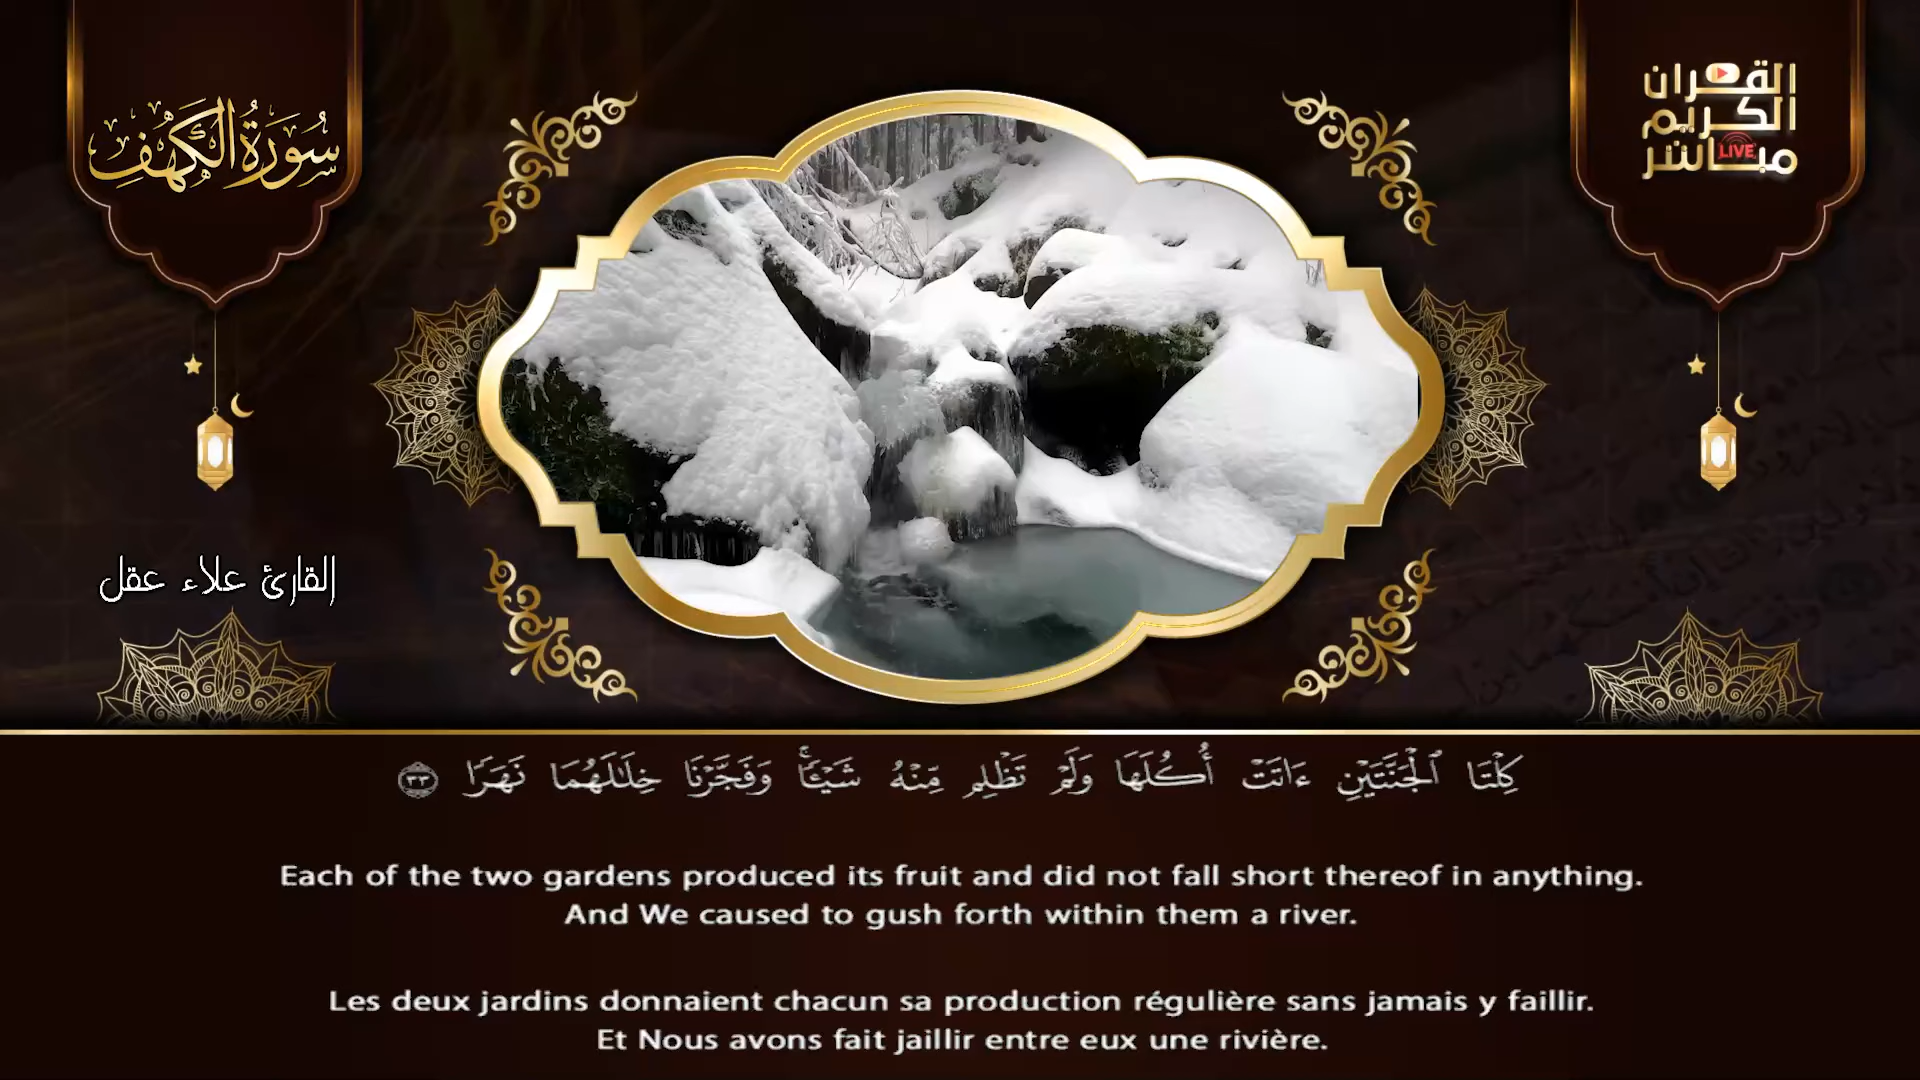 سُورَةُ الكَهْفِ
القرآن
الكريم
مباشر
LIVE
القارئ علاء عقل
كِلْتَا ٱلْجَنَّتَيْنِ ءَاتَتْ أُكُلَهَا وَلَمْ تَظْلِم مِّنْهُ شَيْـًٔا ۚ وَفَجَّرْنَا خِلَـٰلَهُمَا نَهَرًا ٣٣
Each of the two gardens produced its fruit and did not fall short thereof in anything.
And We caused to gush forth within them a river.
Les deux jardins donnaient chacun sa production régulière sans jamais y faillir.
Et Nous avons fait jaillir entre eux une rivière.